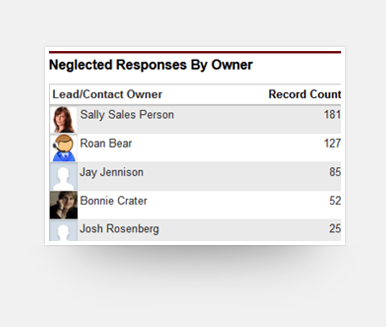 Neglected Responses By Owner
Lead/Contact Owner Record Count
Sally Sales Person 181
Roan Bear 127
Jay Jennison 85
Bonnie Crater 52
Josh Rosenberg 25